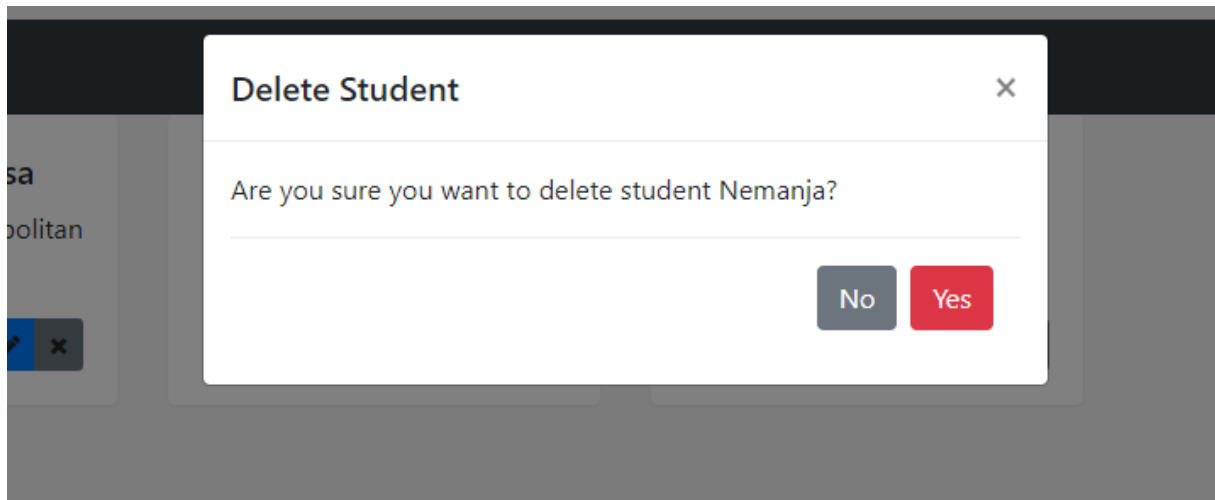 Delete Student
sa
Are you sure you want to delete student Nemanja?
politan
No
Yes